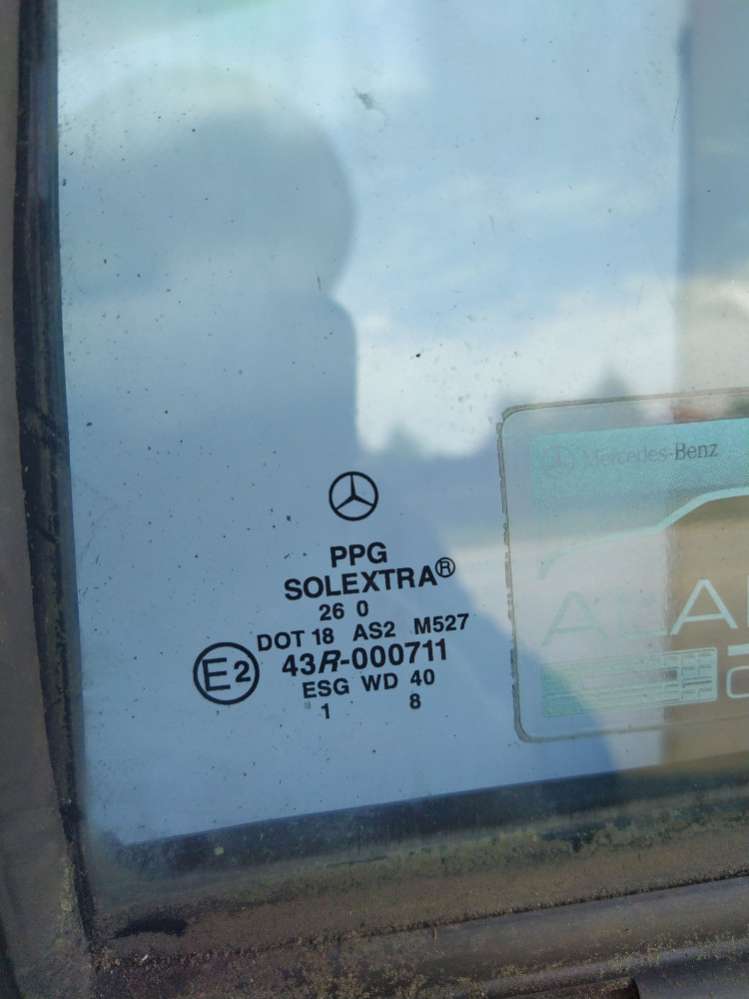 PPG
SOLEXTRA®
26 0
DOT 18 AS2 M527
E2 43R-000711
ESG WD 40
1 8
Mercedes-Benz